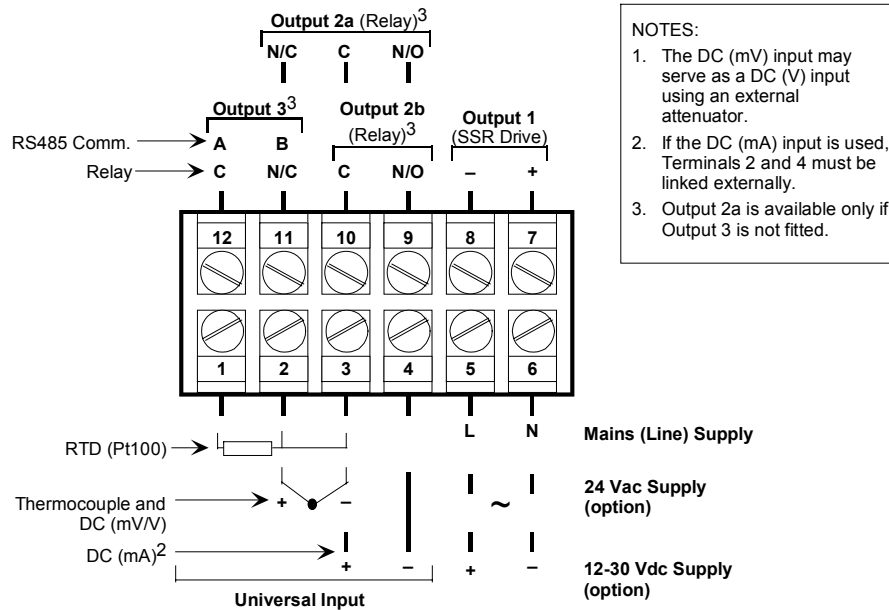 Output 2a (Relay)3
N/C C N/O
Output 33
Output 2b
(Relay)3
Output 1
(SSR Drive)
RS485 Comm. A B
Relay C N/C C N/O – +
12 11 10 9 8 7
1 2 3 4 5 6
L N Mains (Line) Supply
RTD (Pt100)
Thermocouple and
DC (mV/V)
+ –
~
24 Vac Supply
(option)
DC (mA)2
+ – + –
12-30 Vdc Supply
(option)
Universal Input
NOTES:
1. The DC (mV) input may
serve as a DC (V) input
using an external
attenuator.
2. If the DC (mA) input is used,
Terminals 2 and 4 must be
linked externally.
3. Output 2a is available only if
Output 3 is not fitted.